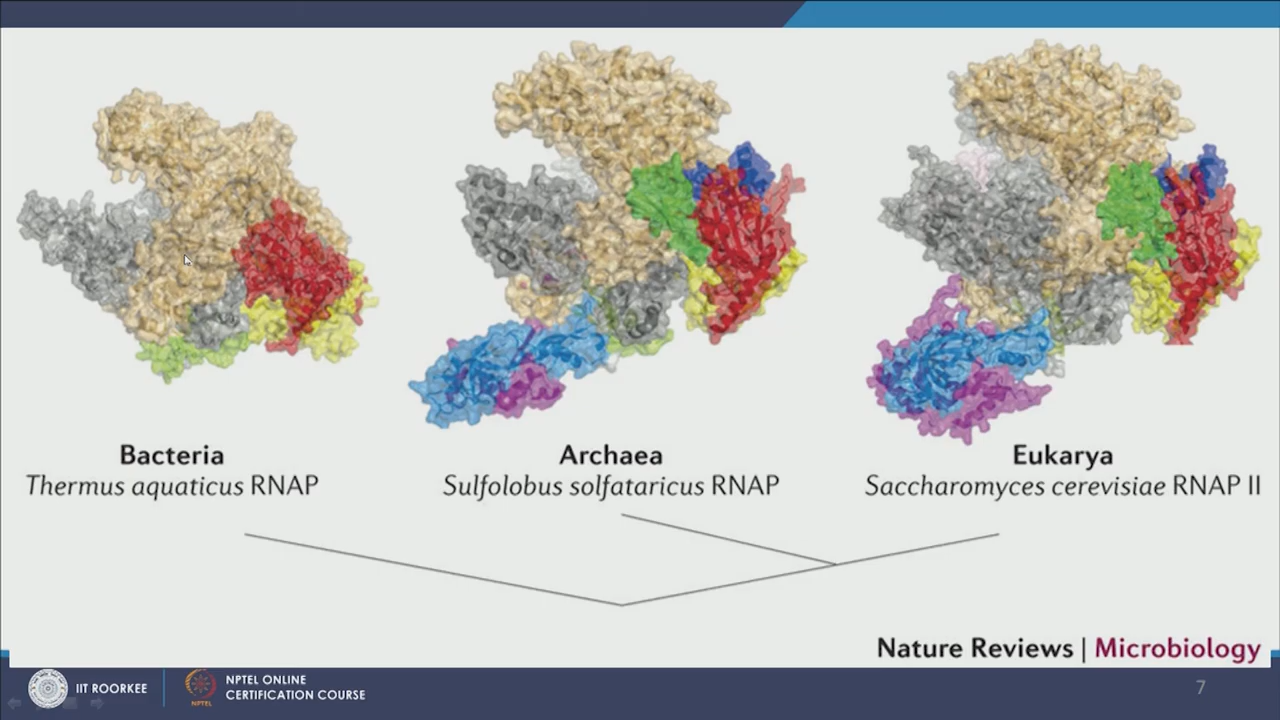 Bacteria
Thermus aquaticus RNAP
Archaea
Sulfolobus solfataricus RNAP
Eukarya
Saccharomyces cerevisiae RNAP II
Nature Reviews | Microbiology
IIT ROORKEE
NPTEL
NPTEL ONLINE
CERTIFICATION COURSE
7